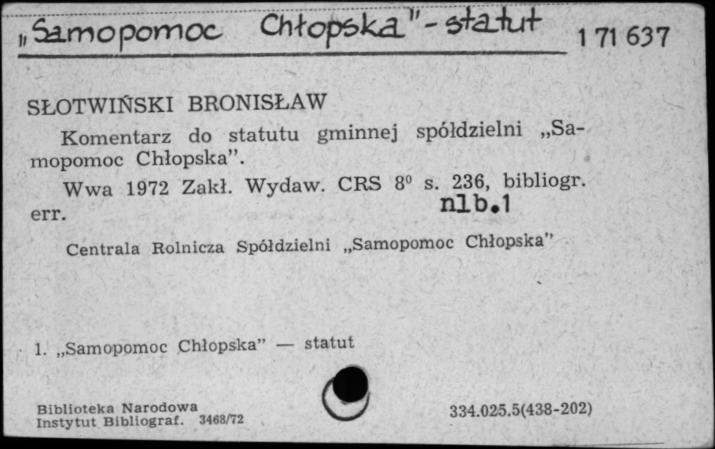 „Samopomoc Chłopska"-statut 171 637
SŁOTWIŃSKI BRONISŁAW
Komentarz do statutu gminnej spółdzielni „Sa-
mopomoc Chłopska”.
Wwa 1972 Zakł. Wydaw. CRS 8⁰ s. 236, bibliogr.
err. nlb.1
Centrala Rolnicza Spółdzielni „Samopomoc Chłopska”
1. „Samopomoc Chłopska” — statut
Biblioteka Narodowa
Instytut Bibliograf. 3468/72 334.025.5(438-202)